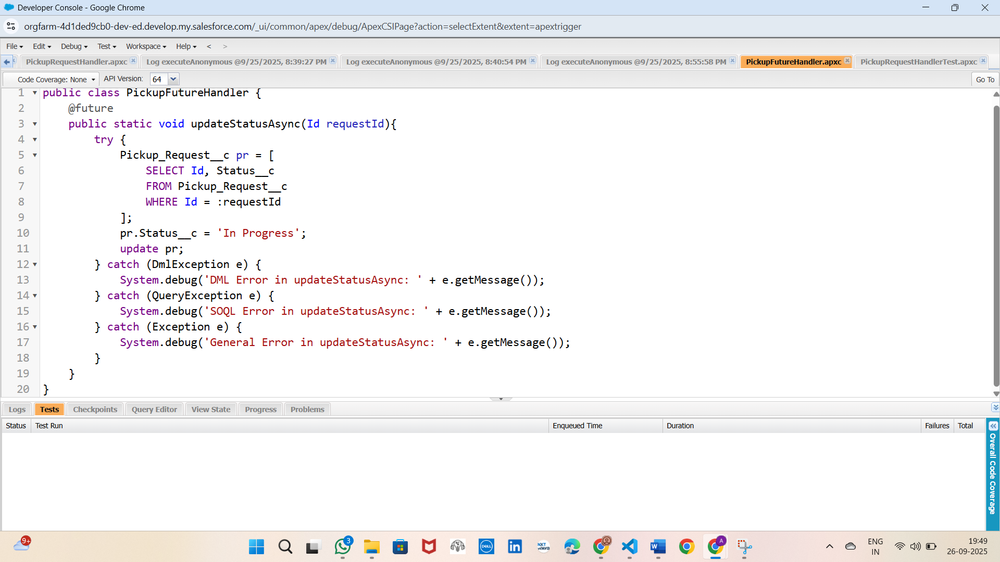 Developer Console - Google Chrome
orgfarm-4d1ded9cb0-dev-ed.develop.my.salesforce.com/_ui/common/apex/debug/ApexCSIPage?action=selectExtent&extent=apextrigger
File Edit Debug Test Workspace Help < >
PickupRequestHandler.apxc Log executeAnonymous @9/25/2025, 8:39:27 PM Log executeAnonymous @9/25/2025, 8:40:54 PM Log executeAnonymous @9/25/2025, 8:55:58 PM PickupFutureHandler.apxc PickupRequestHandlerTest.apxc
Code Coverage: None API Version: 64 Go To
1 public class PickupFutureHandler {
2 @future
3 public static void updateStatusAsync(Id requestId){
4 try {
5 Pickup_Request__c pr = [
6 SELECT Id, Status__c
7 FROM Pickup_Request__c
8 WHERE Id = :requestId
9 ];
10 pr.Status__c = 'In Progress';
11 update pr;
12 } catch (DmlException e) {
13 System.debug('DML Error in updateStatusAsync: ' + e.getMessage());
14 } catch (QueryException e) {
15 System.debug('SOQL Error in updateStatusAsync: ' + e.getMessage());
16 } catch (Exception e) {
17 System.debug('General Error in updateStatusAsync: ' + e.getMessage());
18 }
19 }
20 }
Logs Tests Checkpoints Query Editor View State Progress Problems
Status Test Run Enqueued Time Duration Failures Total
Overall Code Coverage
9+
3
DELL
in
NXT WAVE
A
ENG
IN
19:49
26-09-2025